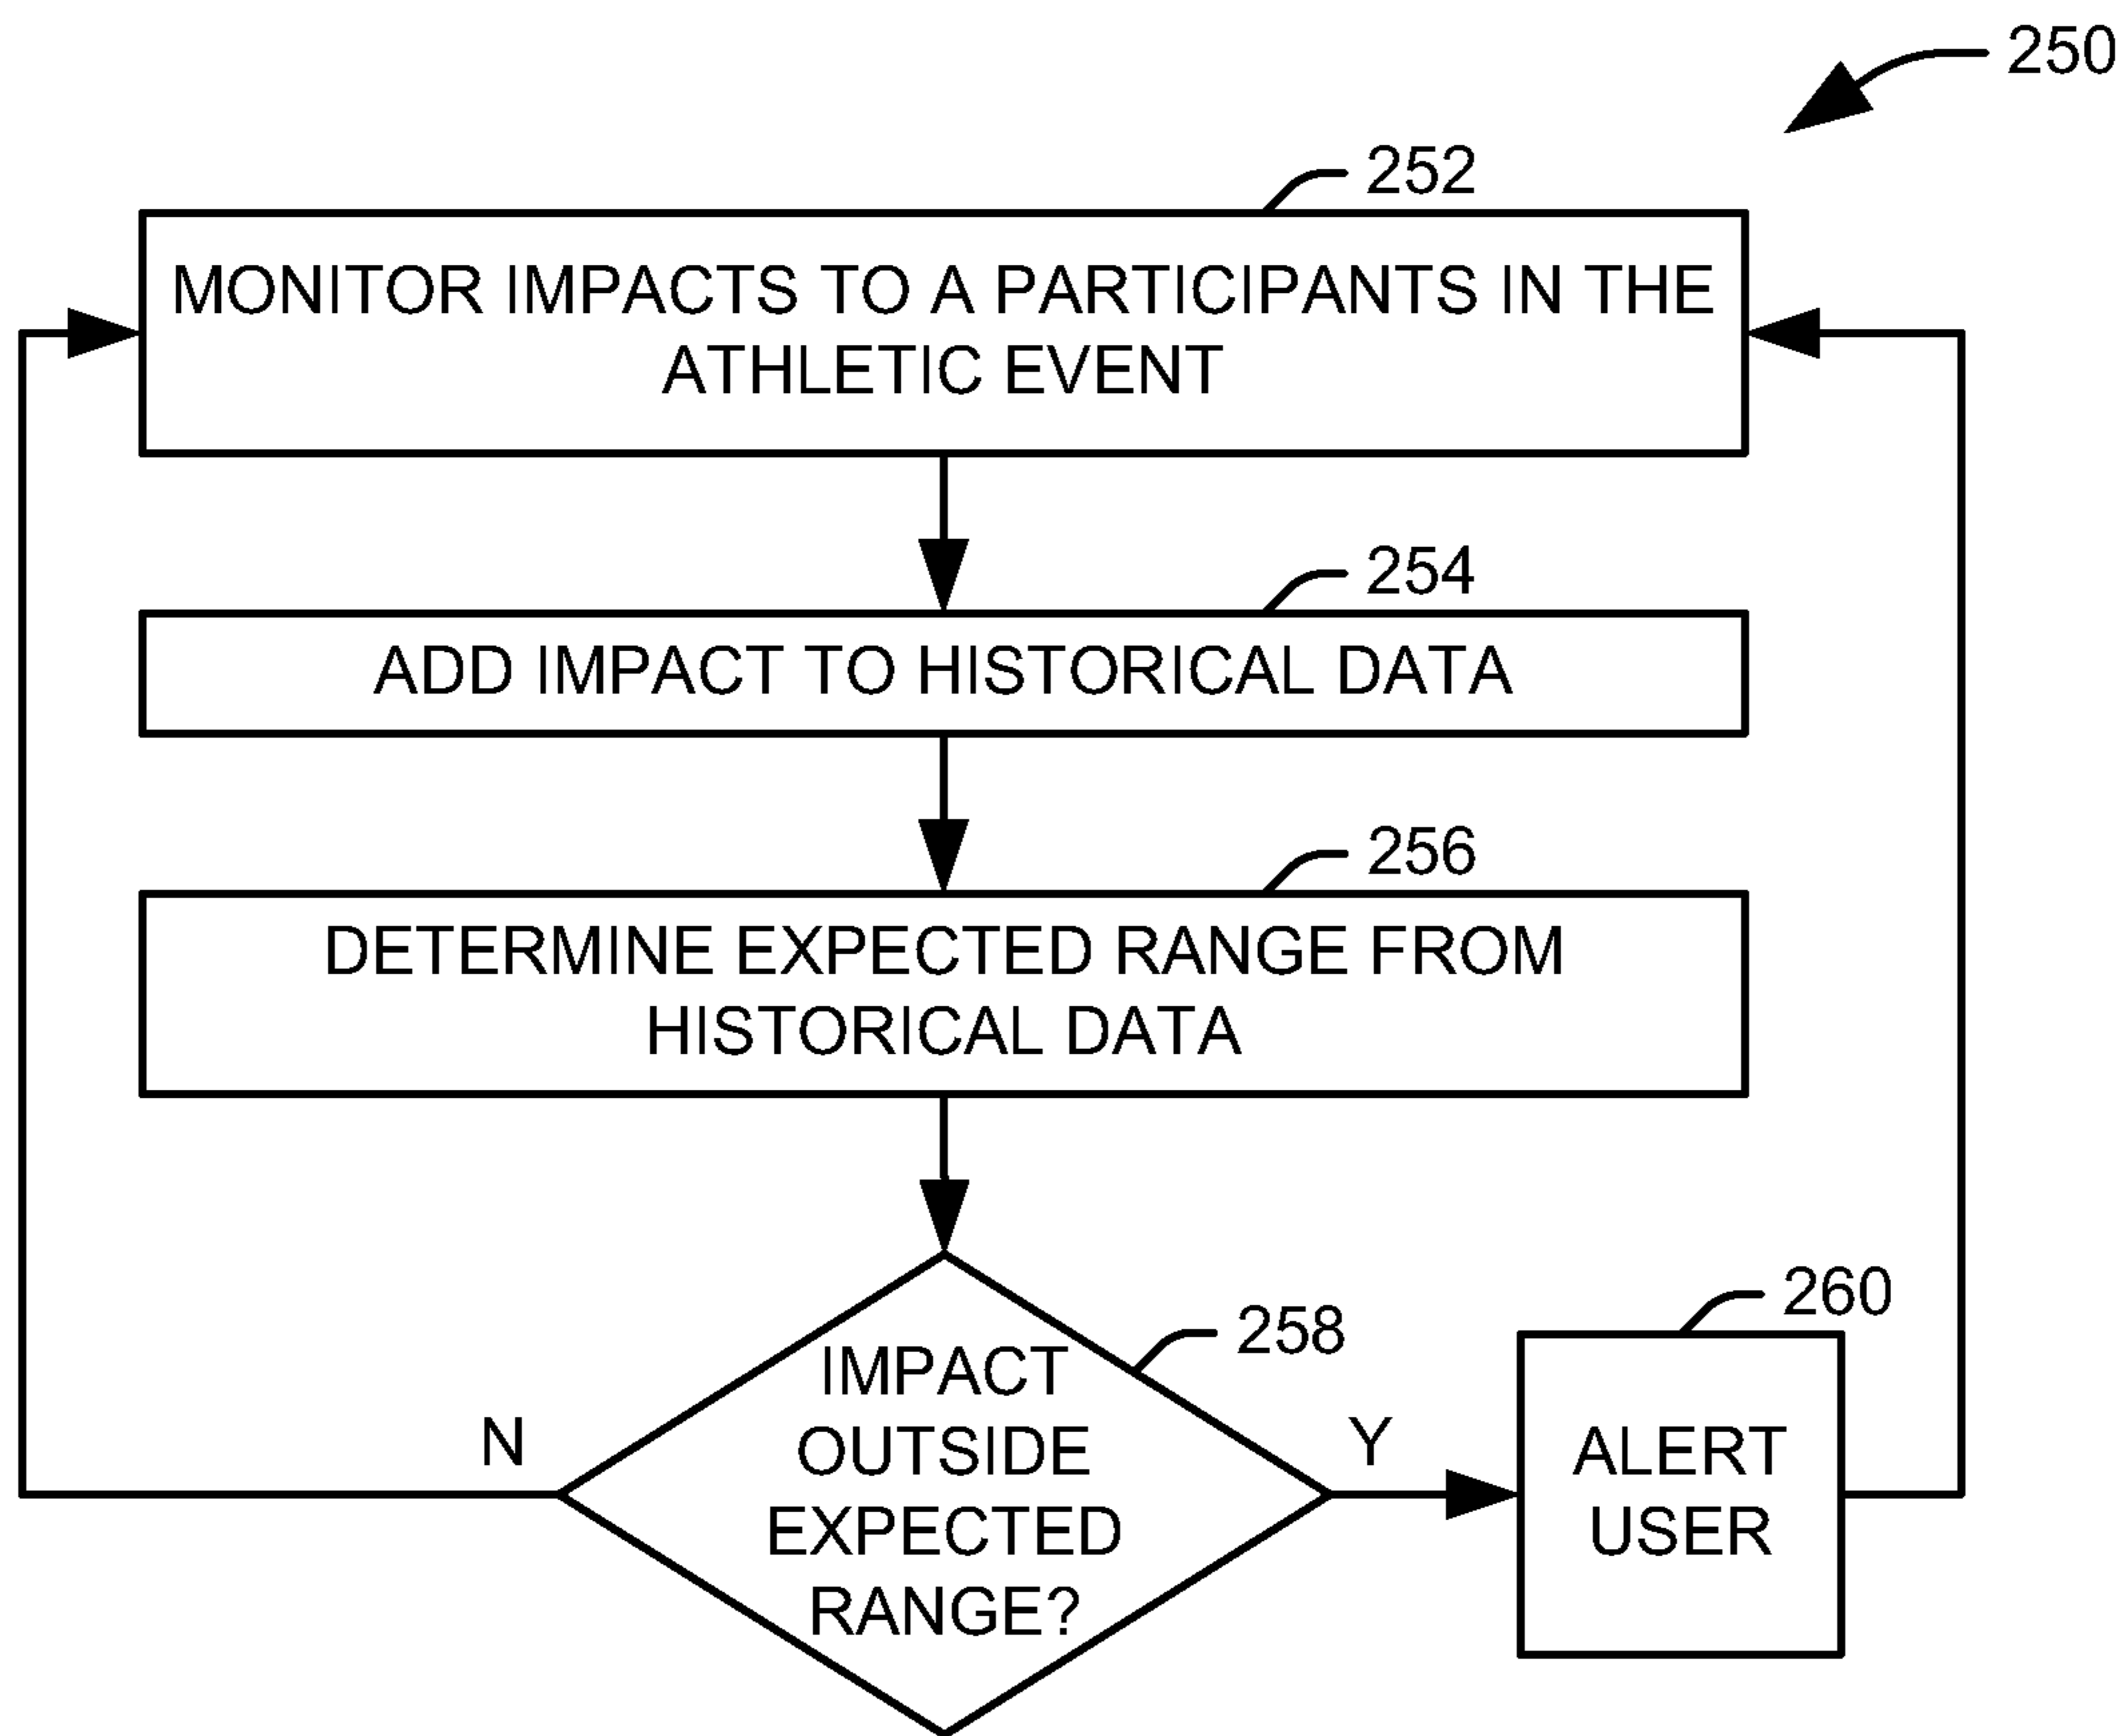 250
252
MONITOR IMPACTS TO A PARTICIPANTS IN THE
ATHLETIC EVENT
254
ADD IMPACT TO HISTORICAL DATA
256
DETERMINE EXPECTED RANGE FROM
HISTORICAL DATA
258
IMPACT
OUTSIDE
EXPECTED
RANGE?
N
Y
260
ALERT
USER